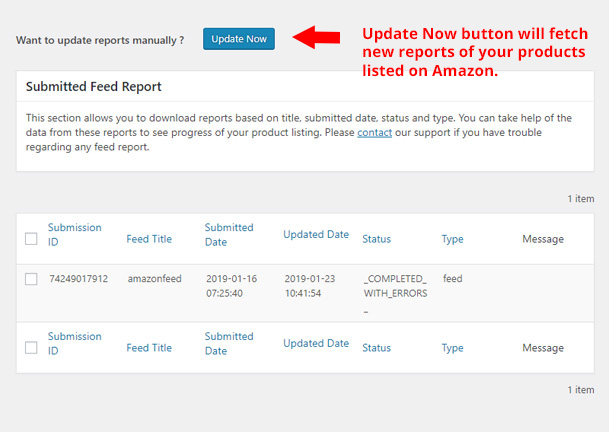 Want to update reports manually ? Update Now
Update Now button will fetch
new reports of your products
listed on Amazon.
Submitted Feed Report
This section allows you to download reports based on title, submitted date, status and type. You can take help of the
data from these reports to see progress of your product listing. Please contact our support if you have trouble
regarding any feed report.
1 item
Submission ID Feed Title Submitted Date Updated Date Status Type Message
74249017912 amazonfeed 2019-01-16 2019-01-23 _COMPLETED_ feed
07:25:40 10:41:54 WITH_ERRORS
_
Submission ID Feed Title Submitted Date Updated Date Status Type Message
1 item